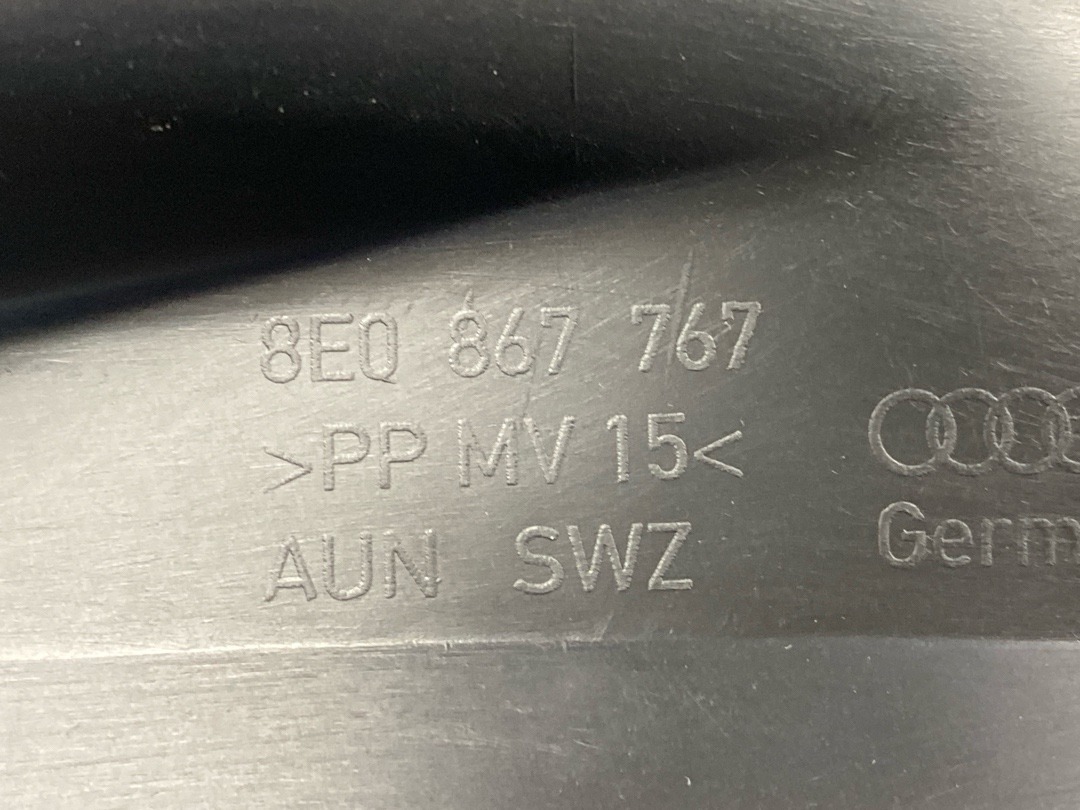 8E0 867 767
>PP MV 15<
AUN SWZ
Germ